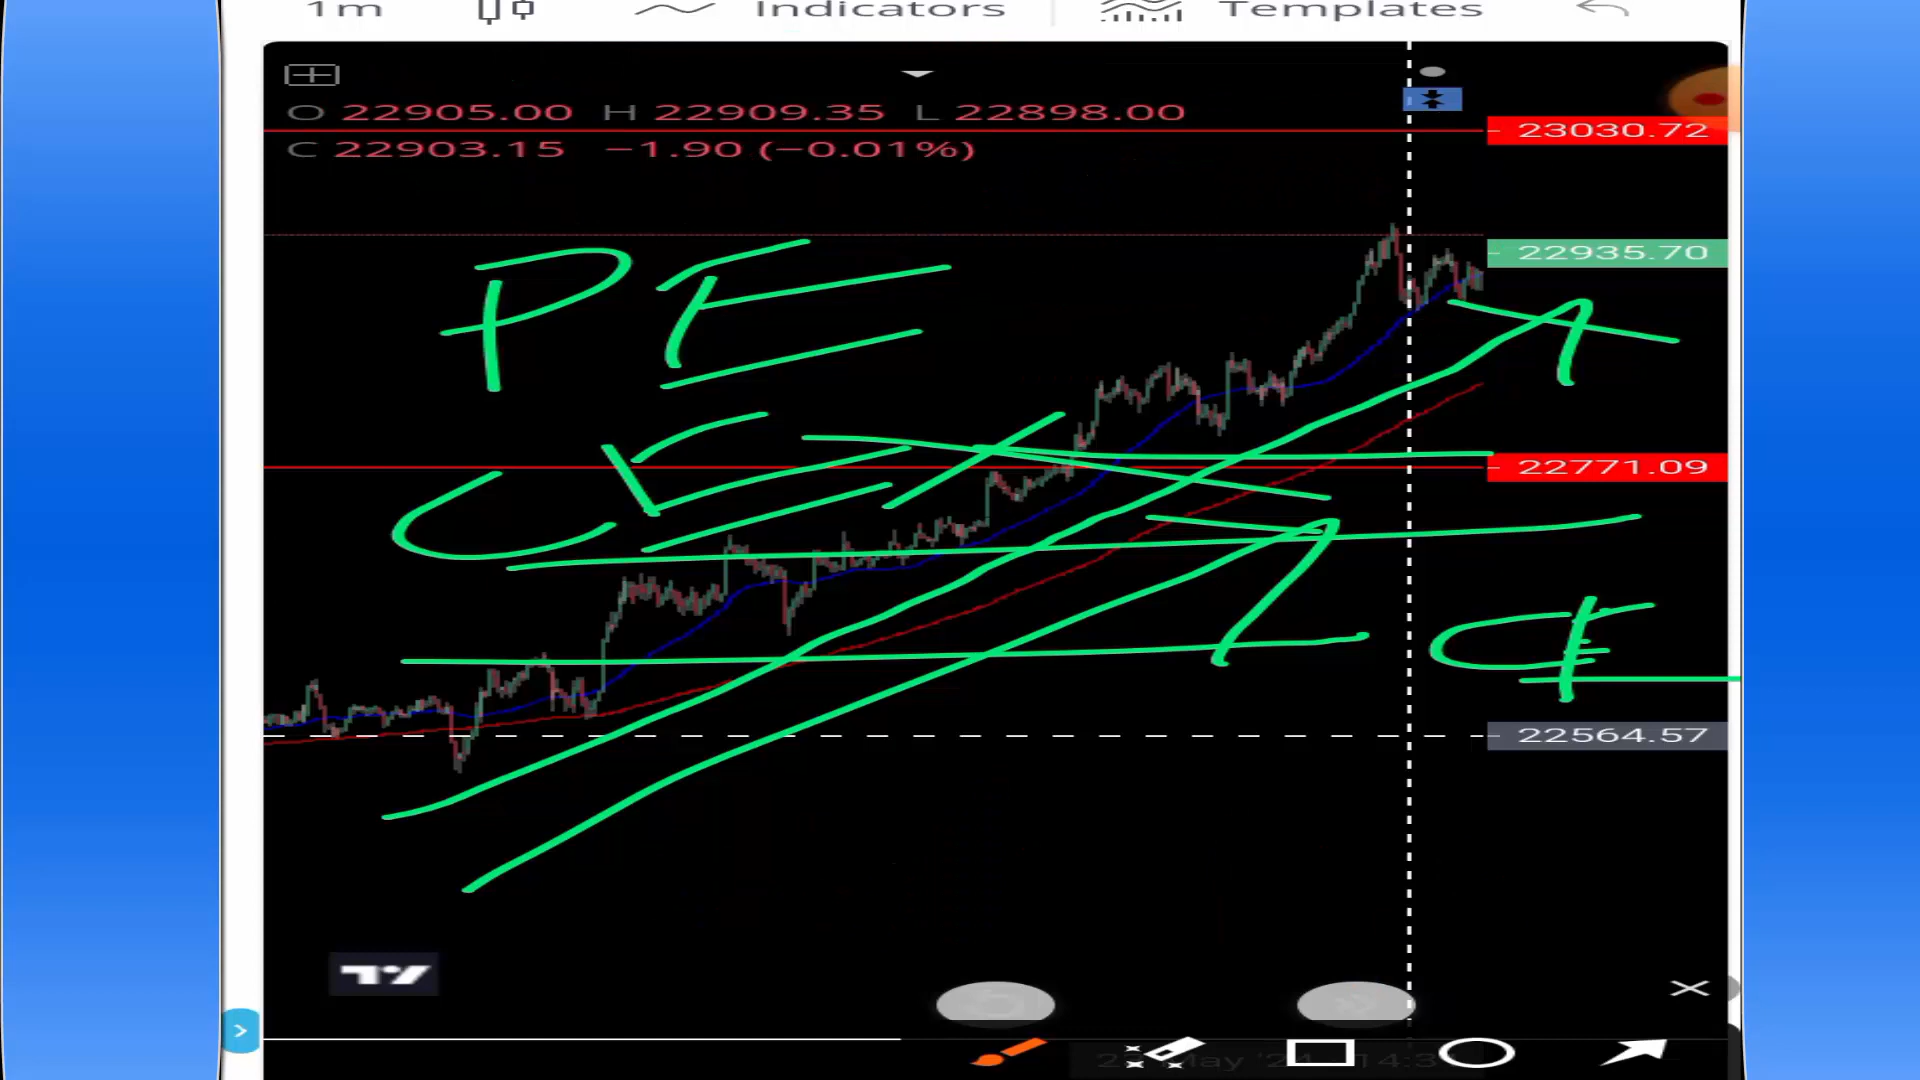 1m Indicators Templates
O 22905.00 H 22909.35 L 22898.00
23030.72
C 22903.15 −1.90 (−0.01%)
22935.70
PE
CE
22771.09
CE
22564.57